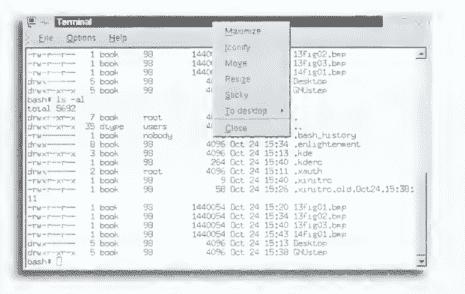 Terminal
File Options Help
Maximize
Iconify
Move
Resize
Sticky
To desktop
Close
-rw-r--r-- 1 book 98 1440 13fig02.bmp
-rw-r--r-- 1 book 98 1440 13fig03.bmp
-rw-r--r-- 1 book 98 1440 14fig01.bmp
drwx------ 5 book 98 Desktop
drwxr-xr-x 5 book 98 GNUstep
bash# ls -al
total 5692
drwxr-xr-x 7 book root .
drwxr-xr-x 35 dtype users ..
-rw------- 1 book nobody .bash_history
drwx------ 8 book 98 4096 Oct 24 15:34 .enlightenment
drwxr-xr-x 3 book 98 4096 Oct 24 15:13 .kde
-rw-r--r-- 1 book 98 264 Oct 24 15:40 .kderc
drwx------ 2 book root 4096 Oct 24 15:11 .xauth
-rw-r--r-- 1 book 98 9 Oct 24 15:40 .xinitrc
-rw-r--r-- 1 book 98 58 Oct 24 15:26 .xinitrc.old.Oct24.15:38:
11
-rw-r--r-- 1 book 98 1440054 Oct 24 15:20 13fig01.bmp
-rw-r--r-- 1 book 98 1440054 Oct 24 15:34 13fig02.bmp
-rw-r--r-- 1 book 98 1440054 Oct 24 15:40 13fig03.bmp
-rw-r--r-- 1 book 98 1440054 Oct 24 15:43 14fig01.bmp
drwx------ 5 book 98 4096 Oct 24 15:13 Desktop
drwxr-xr-x 5 book 98 4096 Oct 24 15:38 GNUstep
bash#